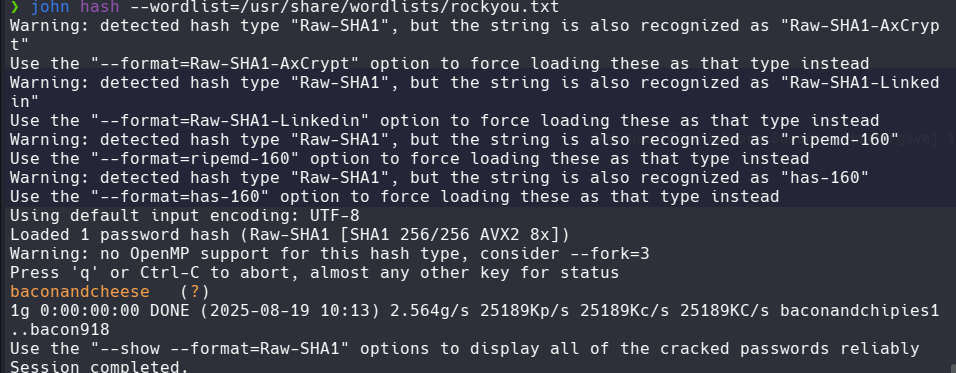 ❯ john hash --wordlist=/usr/share/wordlists/rockyou.txt
Warning: detected hash type "Raw-SHA1", but the string is also recognized as "Raw-SHA1-AxCryp
t"
Use the "--format=Raw-SHA1-AxCrypt" option to force loading these as that type instead
Warning: detected hash type "Raw-SHA1", but the string is also recognized as "Raw-SHA1-Linked
in"
Use the "--format=Raw-SHA1-Linkedin" option to force loading these as that type instead
Warning: detected hash type "Raw-SHA1", but the string is also recognized as "ripemd-160"
Use the "--format=ripemd-160" option to force loading these as that type instead
Warning: detected hash type "Raw-SHA1", but the string is also recognized as "has-160"
Use the "--format=has-160" option to force loading these as that type instead
Using default input encoding: UTF-8
Loaded 1 password hash (Raw-SHA1 [SHA1 256/256 AVX2 8x])
Warning: no OpenMP support for this hash type, consider --fork=3
Press 'q' or Ctrl-C to abort, almost any other key for status
baconandcheese   (?)
1g 0:00:00:00 DONE (2025-08-19 10:13) 2.564g/s 25189Kp/s 25189Kc/s 25189KC/s baconandchipies1
..bacon918
Use the "--show --format=Raw-SHA1" options to display all of the cracked passwords reliably
Session completed.